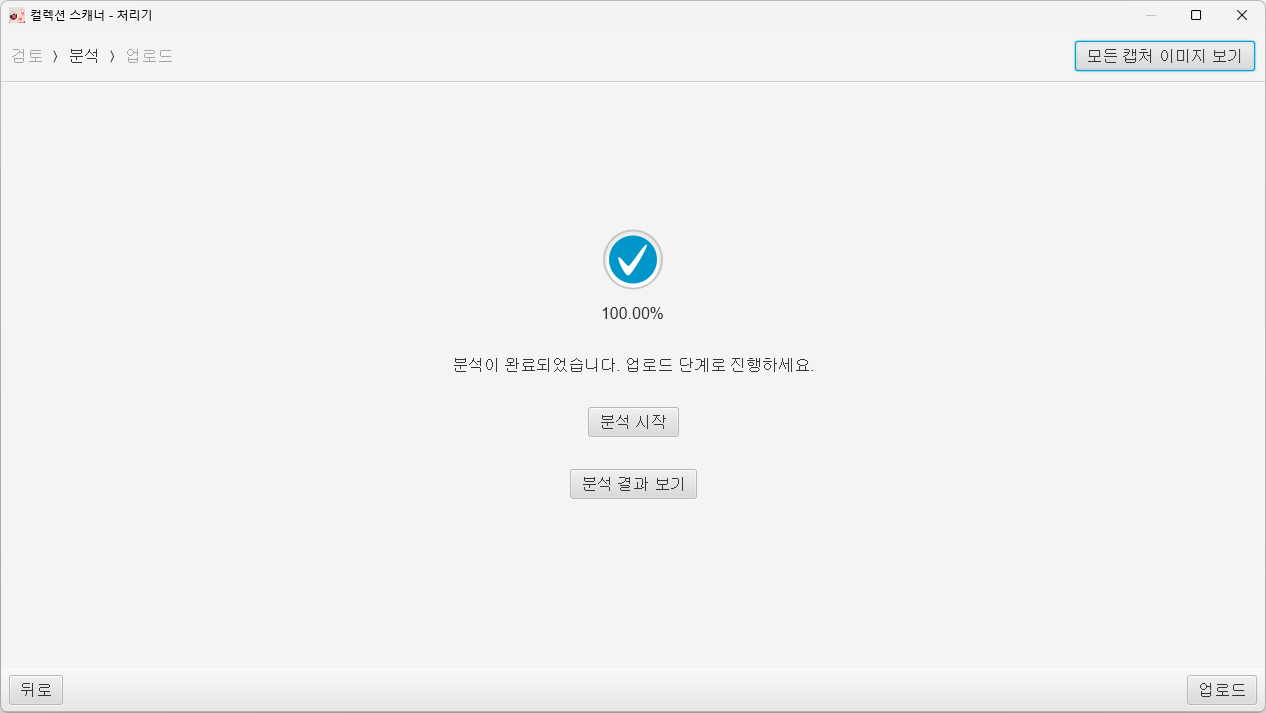 컬렉션 스캐너 - 처리기
검토 〉 분석 〉 업로드
모든 캡처 이미지 보기
100.00%
분석이 완료되었습니다. 업로드 단계로 진행하세요.
분석 시작
분석 결과 보기
뒤로
업로드